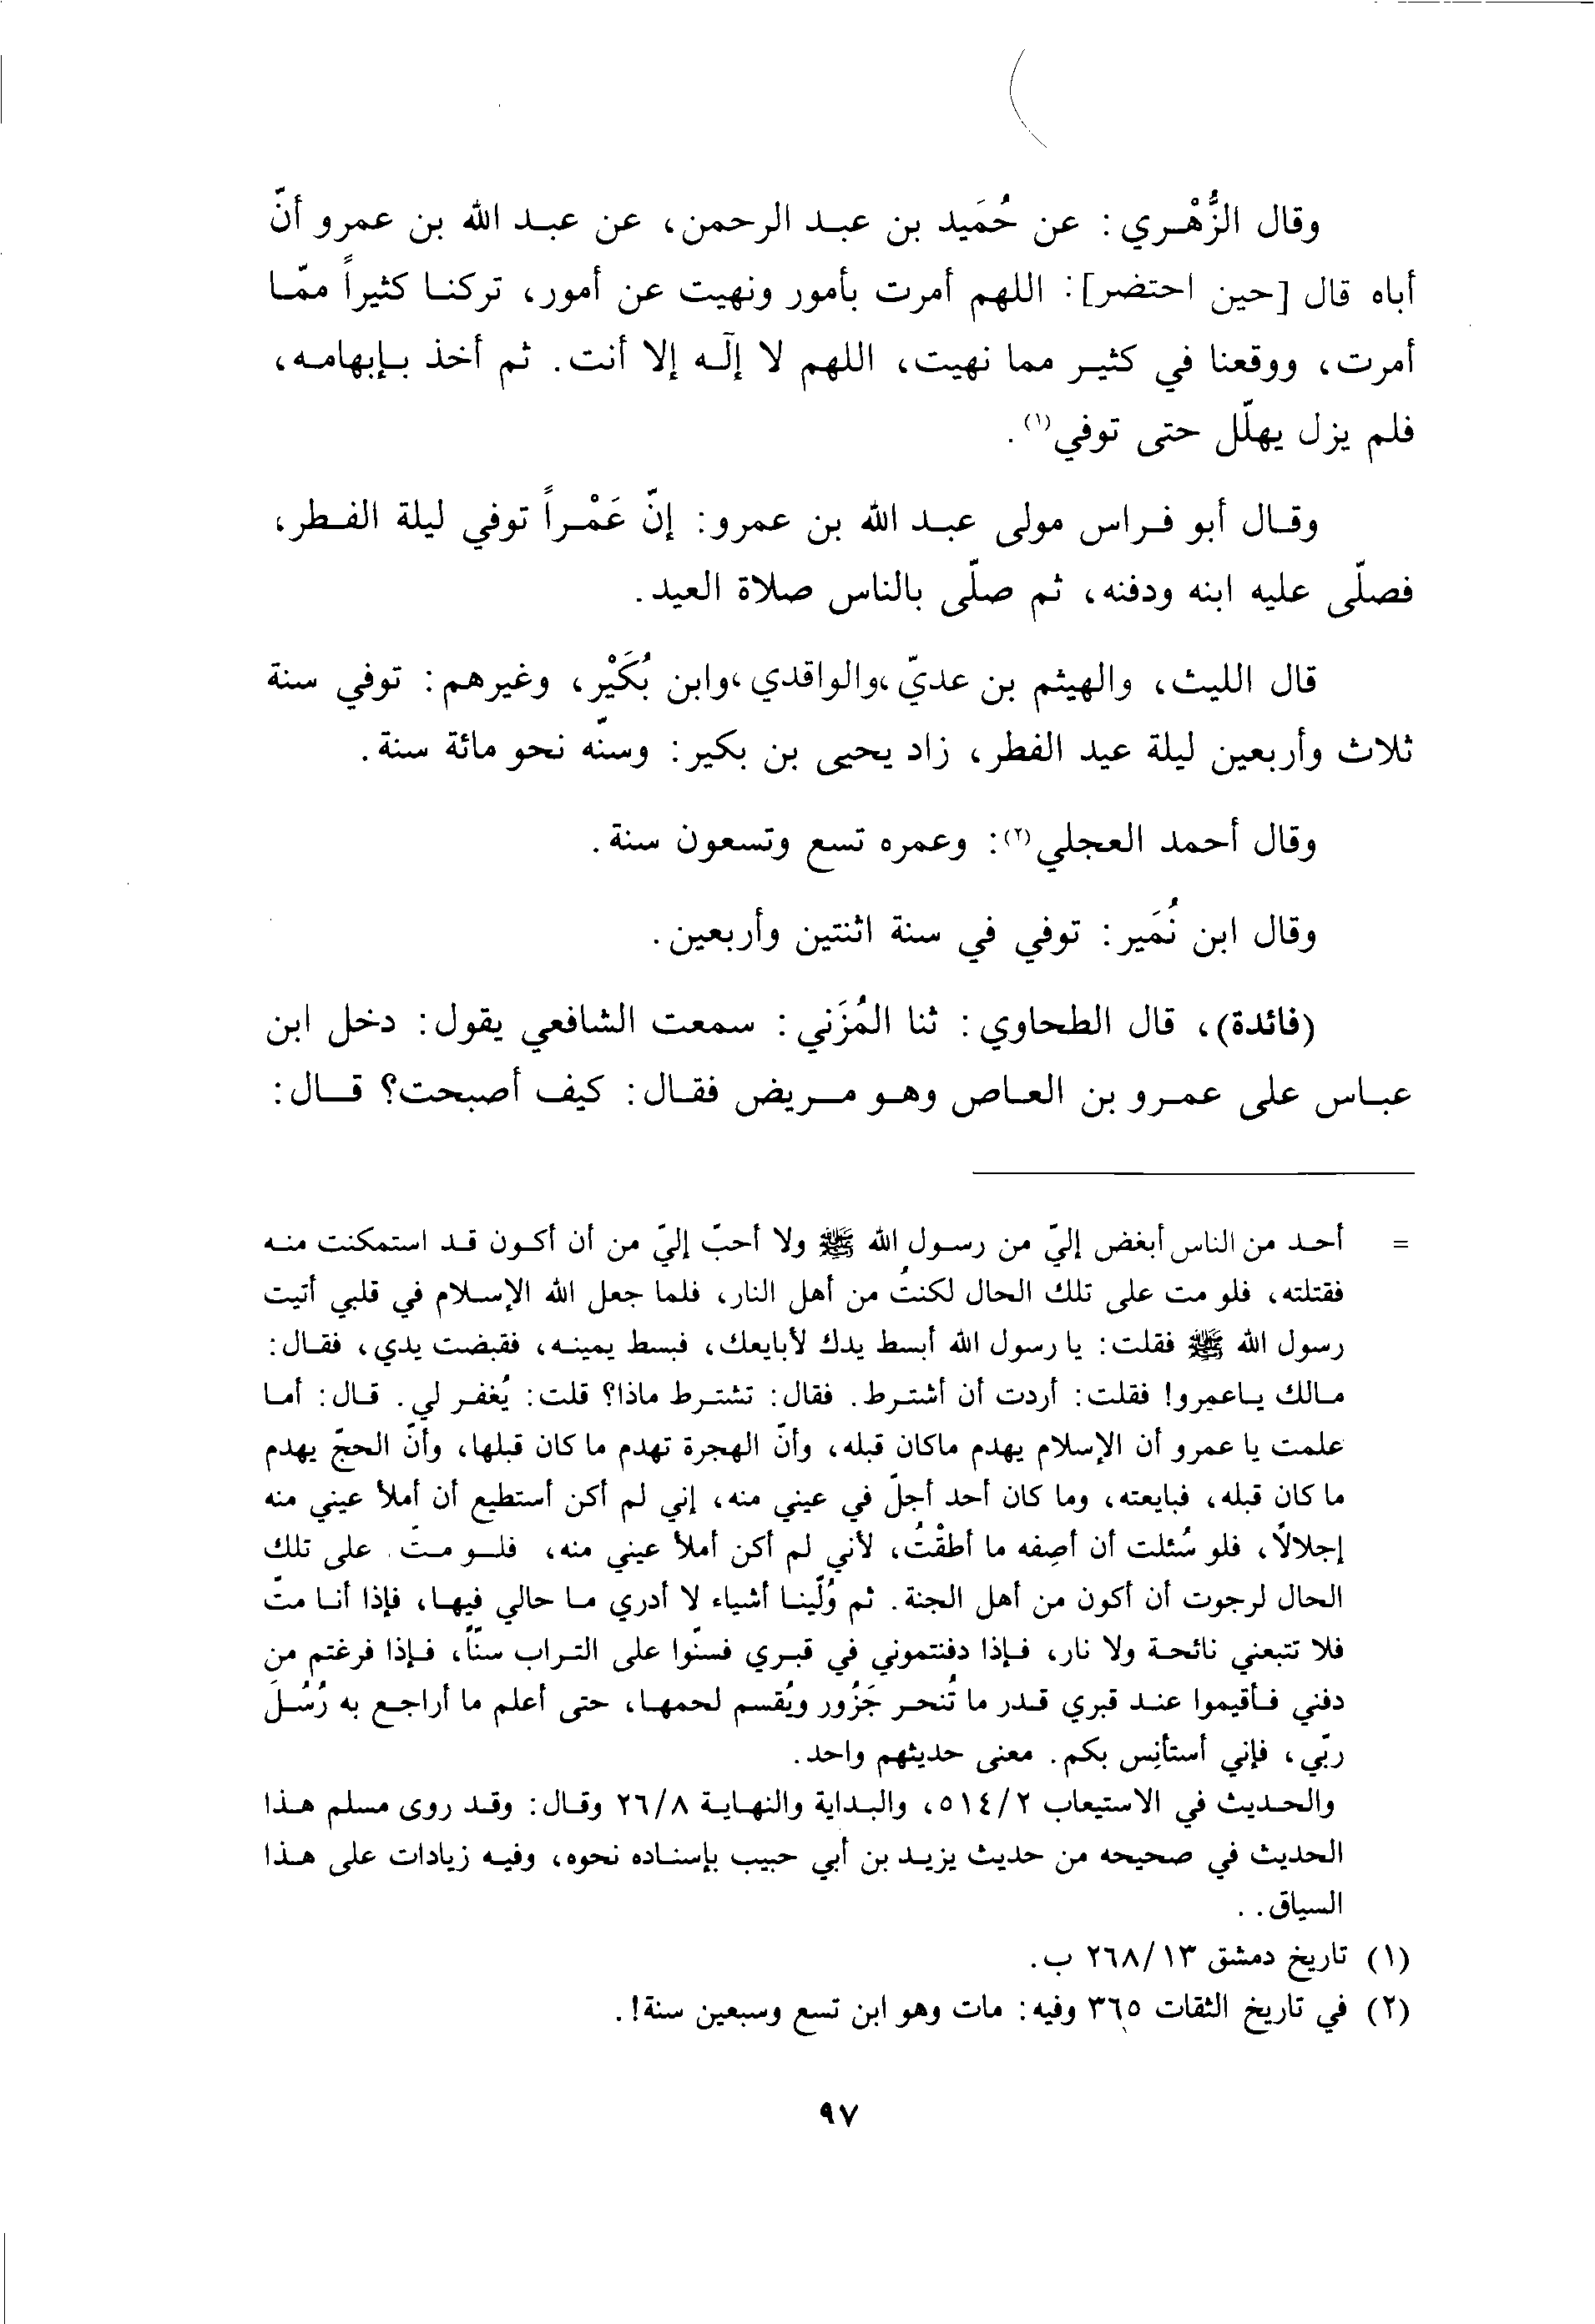 وقال الزُّهْري: عن حُمَيد بن عبد الرحمن، عن عبد الله بن عمرو أنّ
أباه قال [حين احتضر]: اللهم أمرت بأمور ونهيت عن أمور، تركنا كثيراً ممّا
أمرت، ووقعنا في كثير مما نهيت، اللهم لا إلٓه إلا أنت. ثم أخذ بإبهامه،
فلم يزل يهلّل حتى توفي(١).
وقال أبو فراس مولى عبد الله بن عمرو: إنّ عَمْراً توفي ليلة الفطر،
فصلّى عليه ابنه ودفنه، ثم صلّى بالناس صلاة العيد.
قال الليث، والهيثم بن عديّ، والواقدي، وابن بُكَيْر، وغيرهم: توفي سنة
ثلاث وأربعين ليلة عيد الفطر، زاد يحيى بن بكير: وسنّه نحو مائة سنة.
وقال أحمد العجلي(٢): وعمره تسع وتسعون سنة.
وقال ابن نُمَير: توفي في سنة اثنتين وأربعين.
(فائدة)، قال الطحاوي: ثنا المُزَني: سمعت الشافعي يقول: دخل ابن
عباس على عمرو بن العاص وهو مريض فقال: كيف أصبحت؟ قال:
= أحد من الناس أبغض إليّ من رسول الله ﷺ ولا أحبّ إليّ من أن أكون قد استمكنت منه
فقتلته، فلو مت على تلك الحال لكنتُ من أهل النار، فلما جعل الله الإسلام في قلبي أتيت
رسول الله ﷺ فقلت: يا رسول الله أبسط يدك لأبايعك، فبسط يمينه، فقبضت يدي، فقال:
مالك ياعمرو! فقلت: أردت أن أشترط. فقال: تشترط ماذا؟ قلت: يُغفر لي. قال: أما
علمت يا عمرو أن الإسلام يهدم ماكان قبله، وأنّ الهجرة تهدم ما كان قبلها، وأنّ الحجّ يهدم
ما كان قبله، فبايعته، وما كان أحد أجلّ في عيني منه، إني لم أكن أستطيع أن أملأ عيني منه
إجلالًا، فلو سُئلت أن أصِفه ما أطقْتُ، لأني لم أكن أملأ عيني منه، فلو متّ على تلك
الحال لرجوت أن أكون من أهل الجنة. ثم وُلّينا أشياء لا أدري ما حالي فيها، فإذا أنا متّ
فلا تتبعني نائحة ولا نار، فإذا دفنتموني في قبري فسنّوا على التراب سنّاً، فإذا فرغتم من
دفني فأقيموا عند قبري قدر ما تُنحر جَزُور ويُقسم لحمها، حتى أعلم ما أراجع به رُسُلَ
ربّي، فإني أستأنِس بكم. معنى حديثهم واحد.
والحديث في الاستيعاب ٥١٤/٢، والبداية والنهاية ٢٦/٨ وقال: وقد روى مسلم هذا
الحديث في صحيحه من حديث يزيد بن أبي حبيب بإسناده نحوه، وفيه زيادات على هذا
السياق. .
(١) تاريخ دمشق ٢٦٨/١٣ ب.
(٢) في تاريخ الثقات ٣٦٥ وفيه: مات وهو ابن تسع وسبعين سنة!.
٩٧